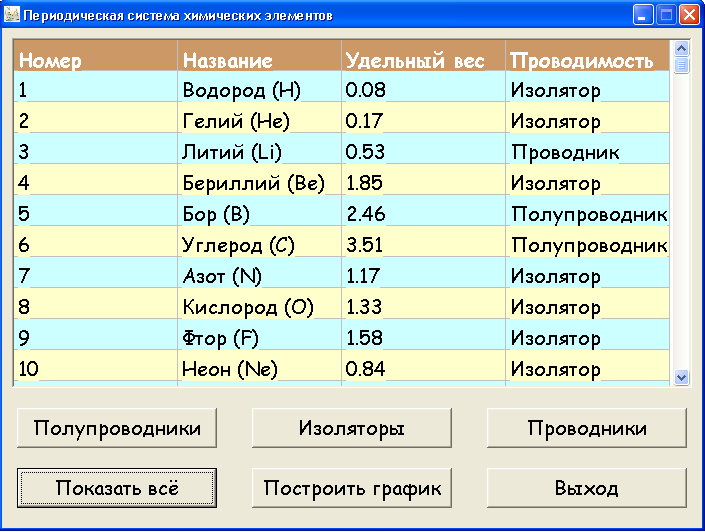 Периодическая система химических элементов
Номер Название Удельный вес Проводимость
1 Водород (H) 0.08 Изолятор
2 Гелий (He) 0.17 Изолятор
3 Литий (Li) 0.53 Проводник
4 Бериллий (Be) 1.85 Изолятор
5 Бор (B) 2.46 Полупроводник
6 Углерод (C) 3.51 Полупроводник
7 Азот (N) 1.17 Изолятор
8 Кислород (O) 1.33 Изолятор
9 Фтор (F) 1.58 Изолятор
10 Неон (Ne) 0.84 Изолятор
Полупроводники Изоляторы Проводники
Показать всё Построить график Выход